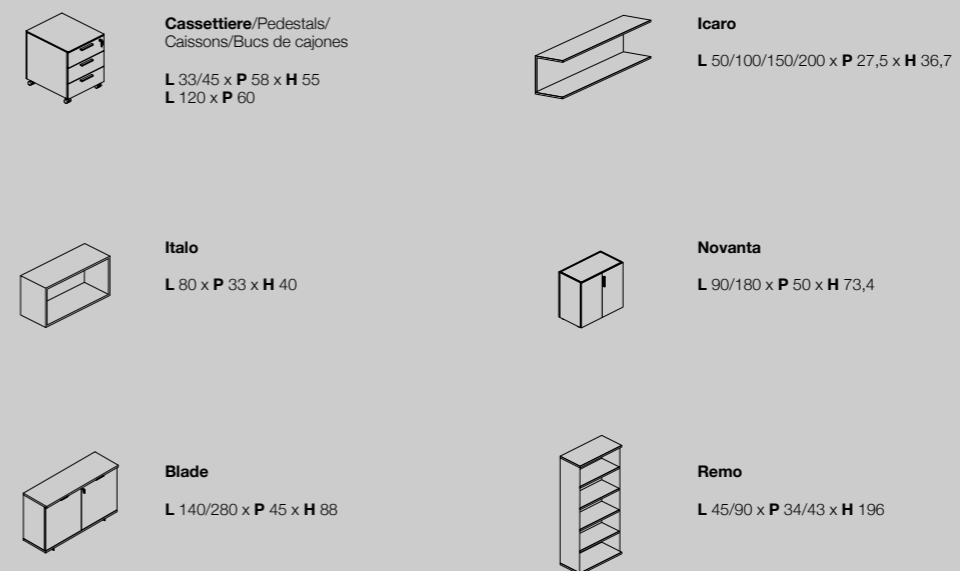 Cassettiere/Pedestals/
Caissons/Bucs de cajones
L 33/45 x P 58 x H 55
L 120 x P 60
Icaro
L 50/100/150/200 x P 27,5 x H 36,7
Italo
L 80 x P 33 x H 40
Novanta
L 90/180 x P 50 x H 73,4
Blade
L 140/280 x P 45 x H 88
Remo
L 45/90 x P 34/43 x H 196